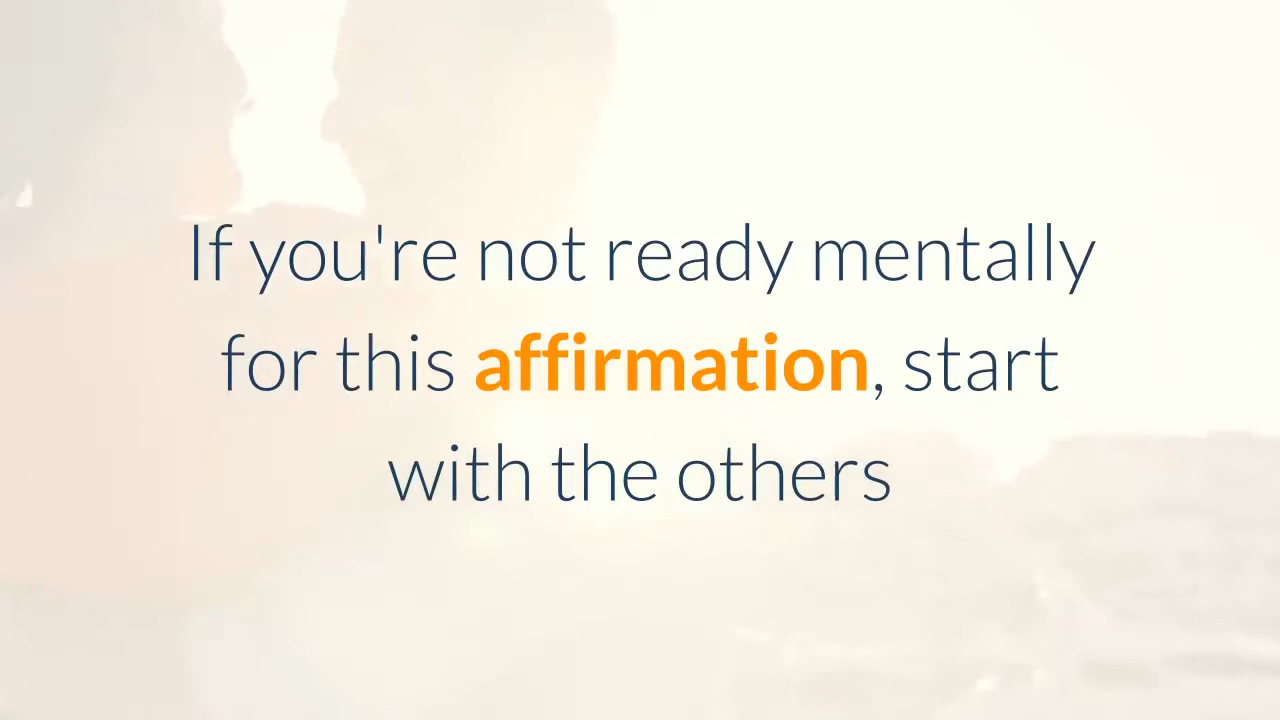 If you're not ready mentally
for this affirmation, start
with the others